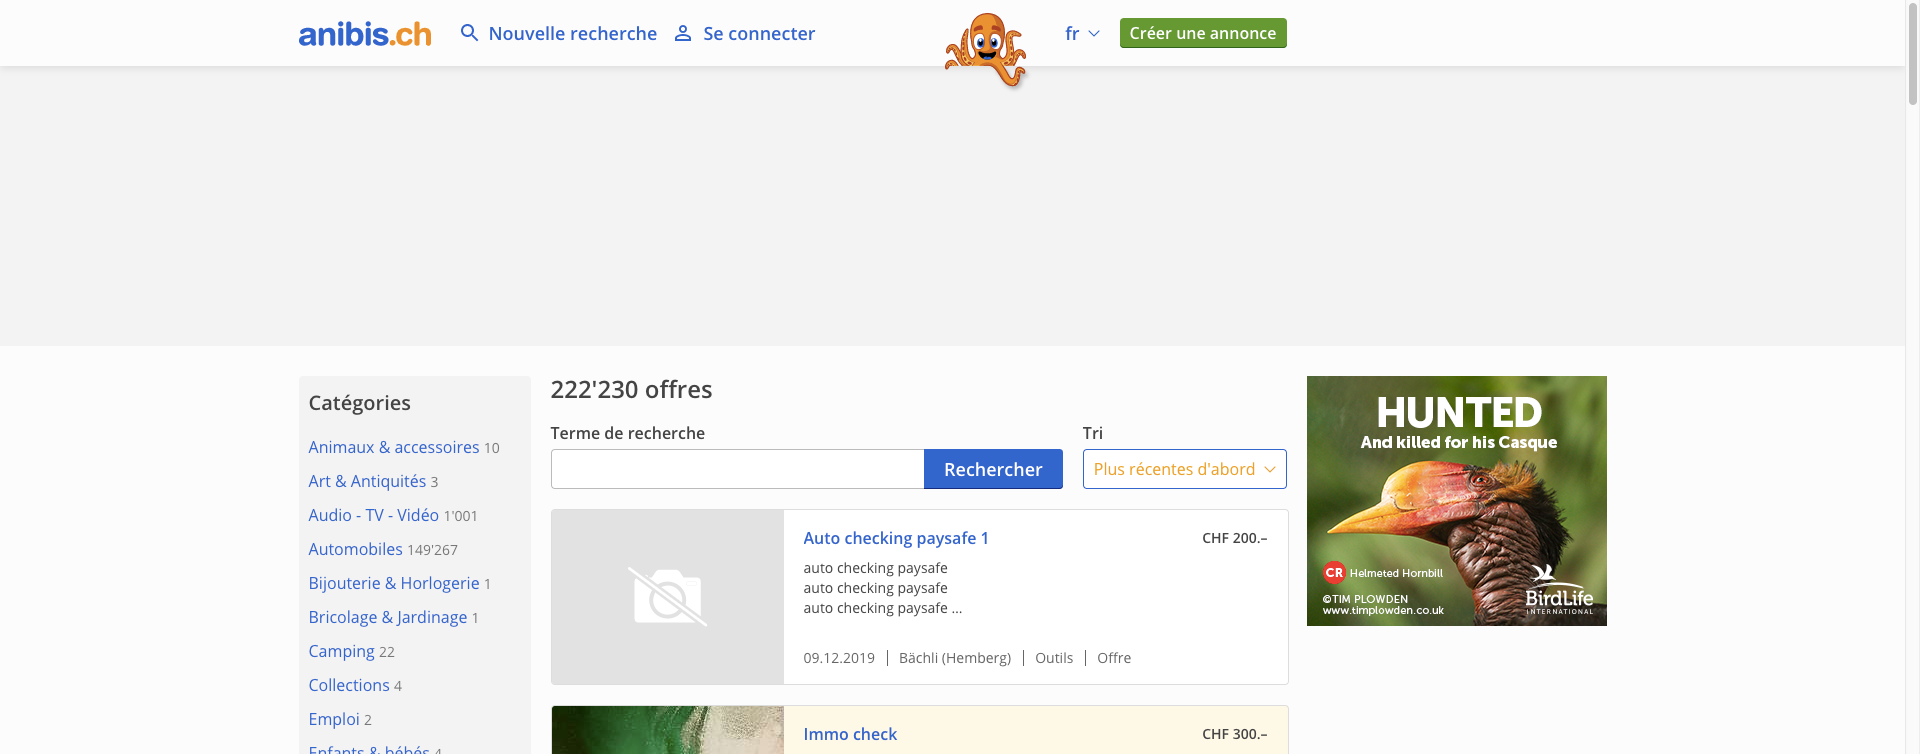 anibis.ch
Nouvelle recherche
Se connecter
fr
Créer une annonce
Catégories
Animaux & accessoires 10
Art & Antiquités 3
Audio - TV - Vidéo 1'001
Automobiles 149'267
Bijouterie & Horlogerie 1
Bricolage & Jardinage 1
Camping 22
Collections 4
Emploi 2
Enfants & bébés 4
222'230 offres
Terme de recherche
Rechercher
Tri
Plus récentes d'abord
Auto checking paysafe 1
CHF 200.–
auto checking paysafe
auto checking paysafe
auto checking paysafe ...
09.12.2019
Bächli (Hemberg)
Outils
Offre
Immo check
CHF 300.–
HUNTED
And killed for his Casque
CR Helmeted Hornbill
©TIM PLOWDEN
www.timplowden.co.uk
BirdLife
INTERNATIONAL